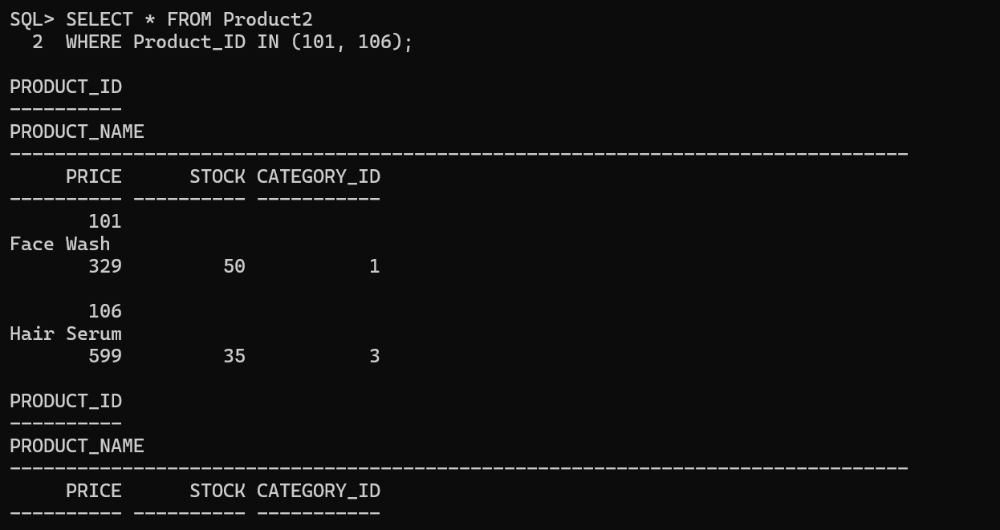 SQL> SELECT * FROM Product2
  2  WHERE Product_ID IN (101, 106);

PRODUCT_ID
----------
PRODUCT_NAME
--------------------------------------------------------------------------------
     PRICE      STOCK CATEGORY_ID
---------- ---------- -----------
       101
Face Wash
       329         50           1

       106
Hair Serum
       599         35           3

PRODUCT_ID
----------
PRODUCT_NAME
--------------------------------------------------------------------------------
     PRICE      STOCK CATEGORY_ID
---------- ---------- -----------